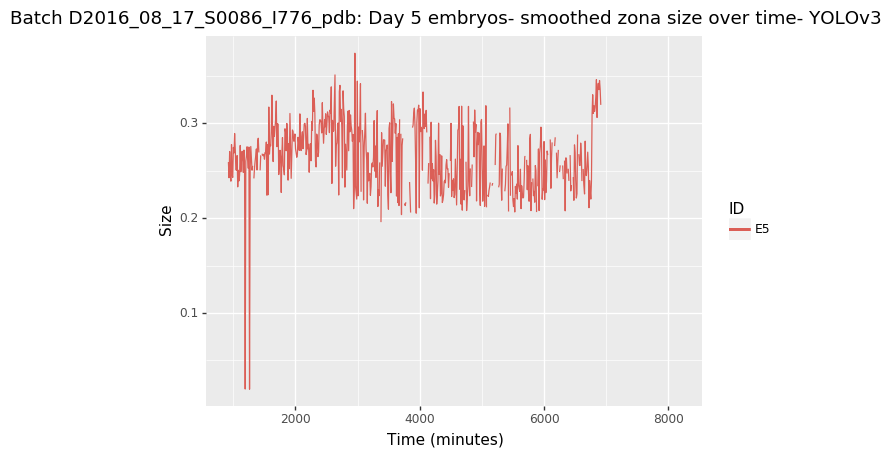 Batch D2016_08_17_S0086_I776_pdb: Day 5 embryos- smoothed zona size over time- YOLOv3
0.3
0.2
0.1
Size
2000
4000
6000
8000
Time (minutes)
ID
E5